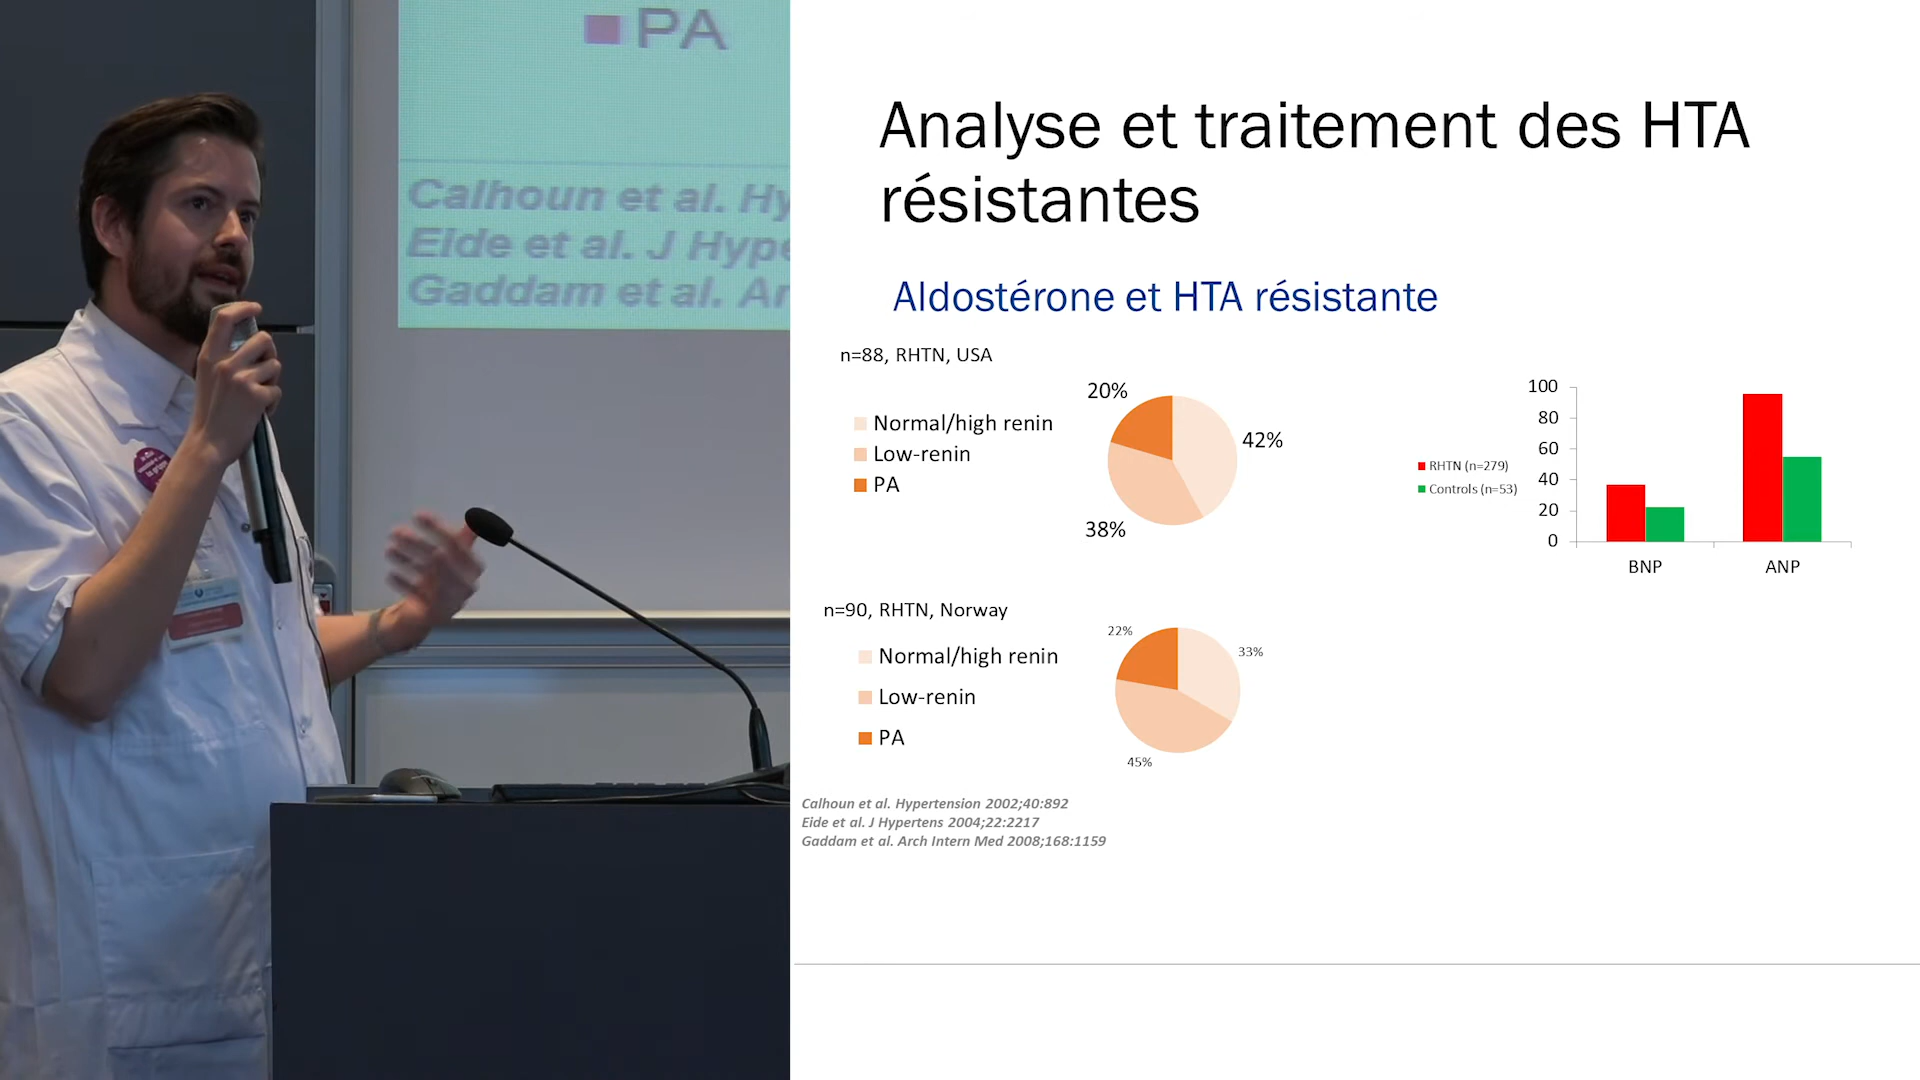 PA
Calhoun et al. Hy
Eide et al. J Hype
Gaddam et al. Ar
Analyse et traitement des HTA
résistantes
Aldostérone et HTA résistante
n=88, RHTN, USA
Normal/high renin
Low-renin
PA
20%
42%
38%
RHTN (n=279)
Controls (n=53)
100
80
60
40
20
0
BNP
ANP
n=90, RHTN, Norway
Normal/high renin
Low-renin
PA
22%
33%
45%
Calhoun et al. Hypertension 2002;40:892
Eide et al. J Hypertens 2004;22:2217
Gaddam et al. Arch Intern Med 2008;168:1159